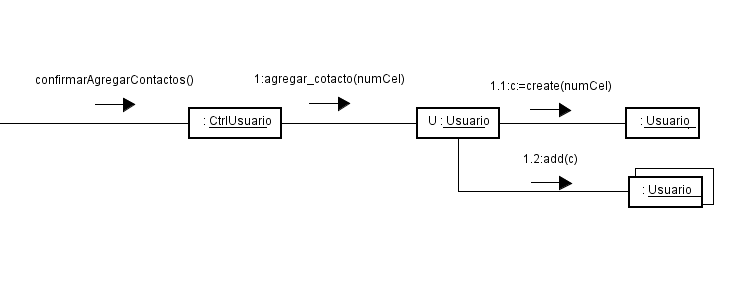 confirmarAgregarContactos()
1:agregar_cotacto(numCel)
1.1:c:=create(numCel)
: CtrlUsuario
U : Usuario
: Usuario
1.2:add(c)
: Usuario